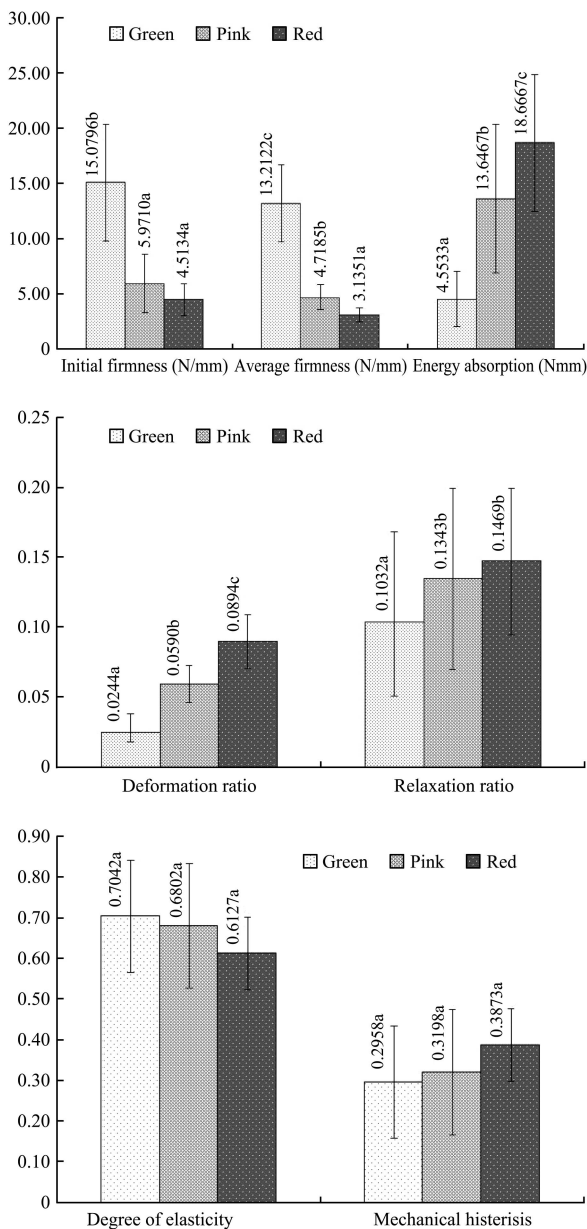 30.00
25.00
20.00
15.00
10.00
5.00
0
Green Pink Red
15.0796b
5.9710a
4.5134a
13.2122c
4.7185b
3.1351a
4.5533a
13.6467b
18.6667c
Initial firmness (N/mm) Average firmness (N/mm) Energy absorption (Nmm)
0.25
0.20
0.15
0.10
0.05
0
Green Pink Red
0.0244a
0.0590b
0.0894c
0.1032a
0.1343b
0.1469b
Deformation ratio Relaxation ratio
0.90
0.80
0.70
0.60
0.50
0.40
0.30
0.20
0.10
0
Green Pink Red
0.7042a
0.6802a
0.6127a
0.2958a
0.3198a
0.3873a
Degree of elasticity Mechanical histerisis